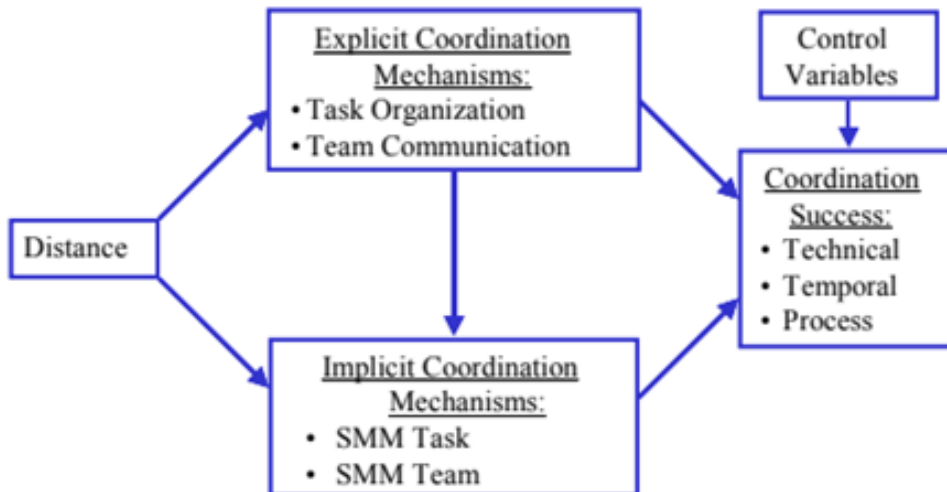 Explicit Coordination
Mechanisms:
• Task Organization
• Team Communication
Control
Variables
Distance
Coordination
Success:
• Technical
• Temporal
• Process
Implicit Coordination
Mechanisms:
• SMM Task
• SMM Team